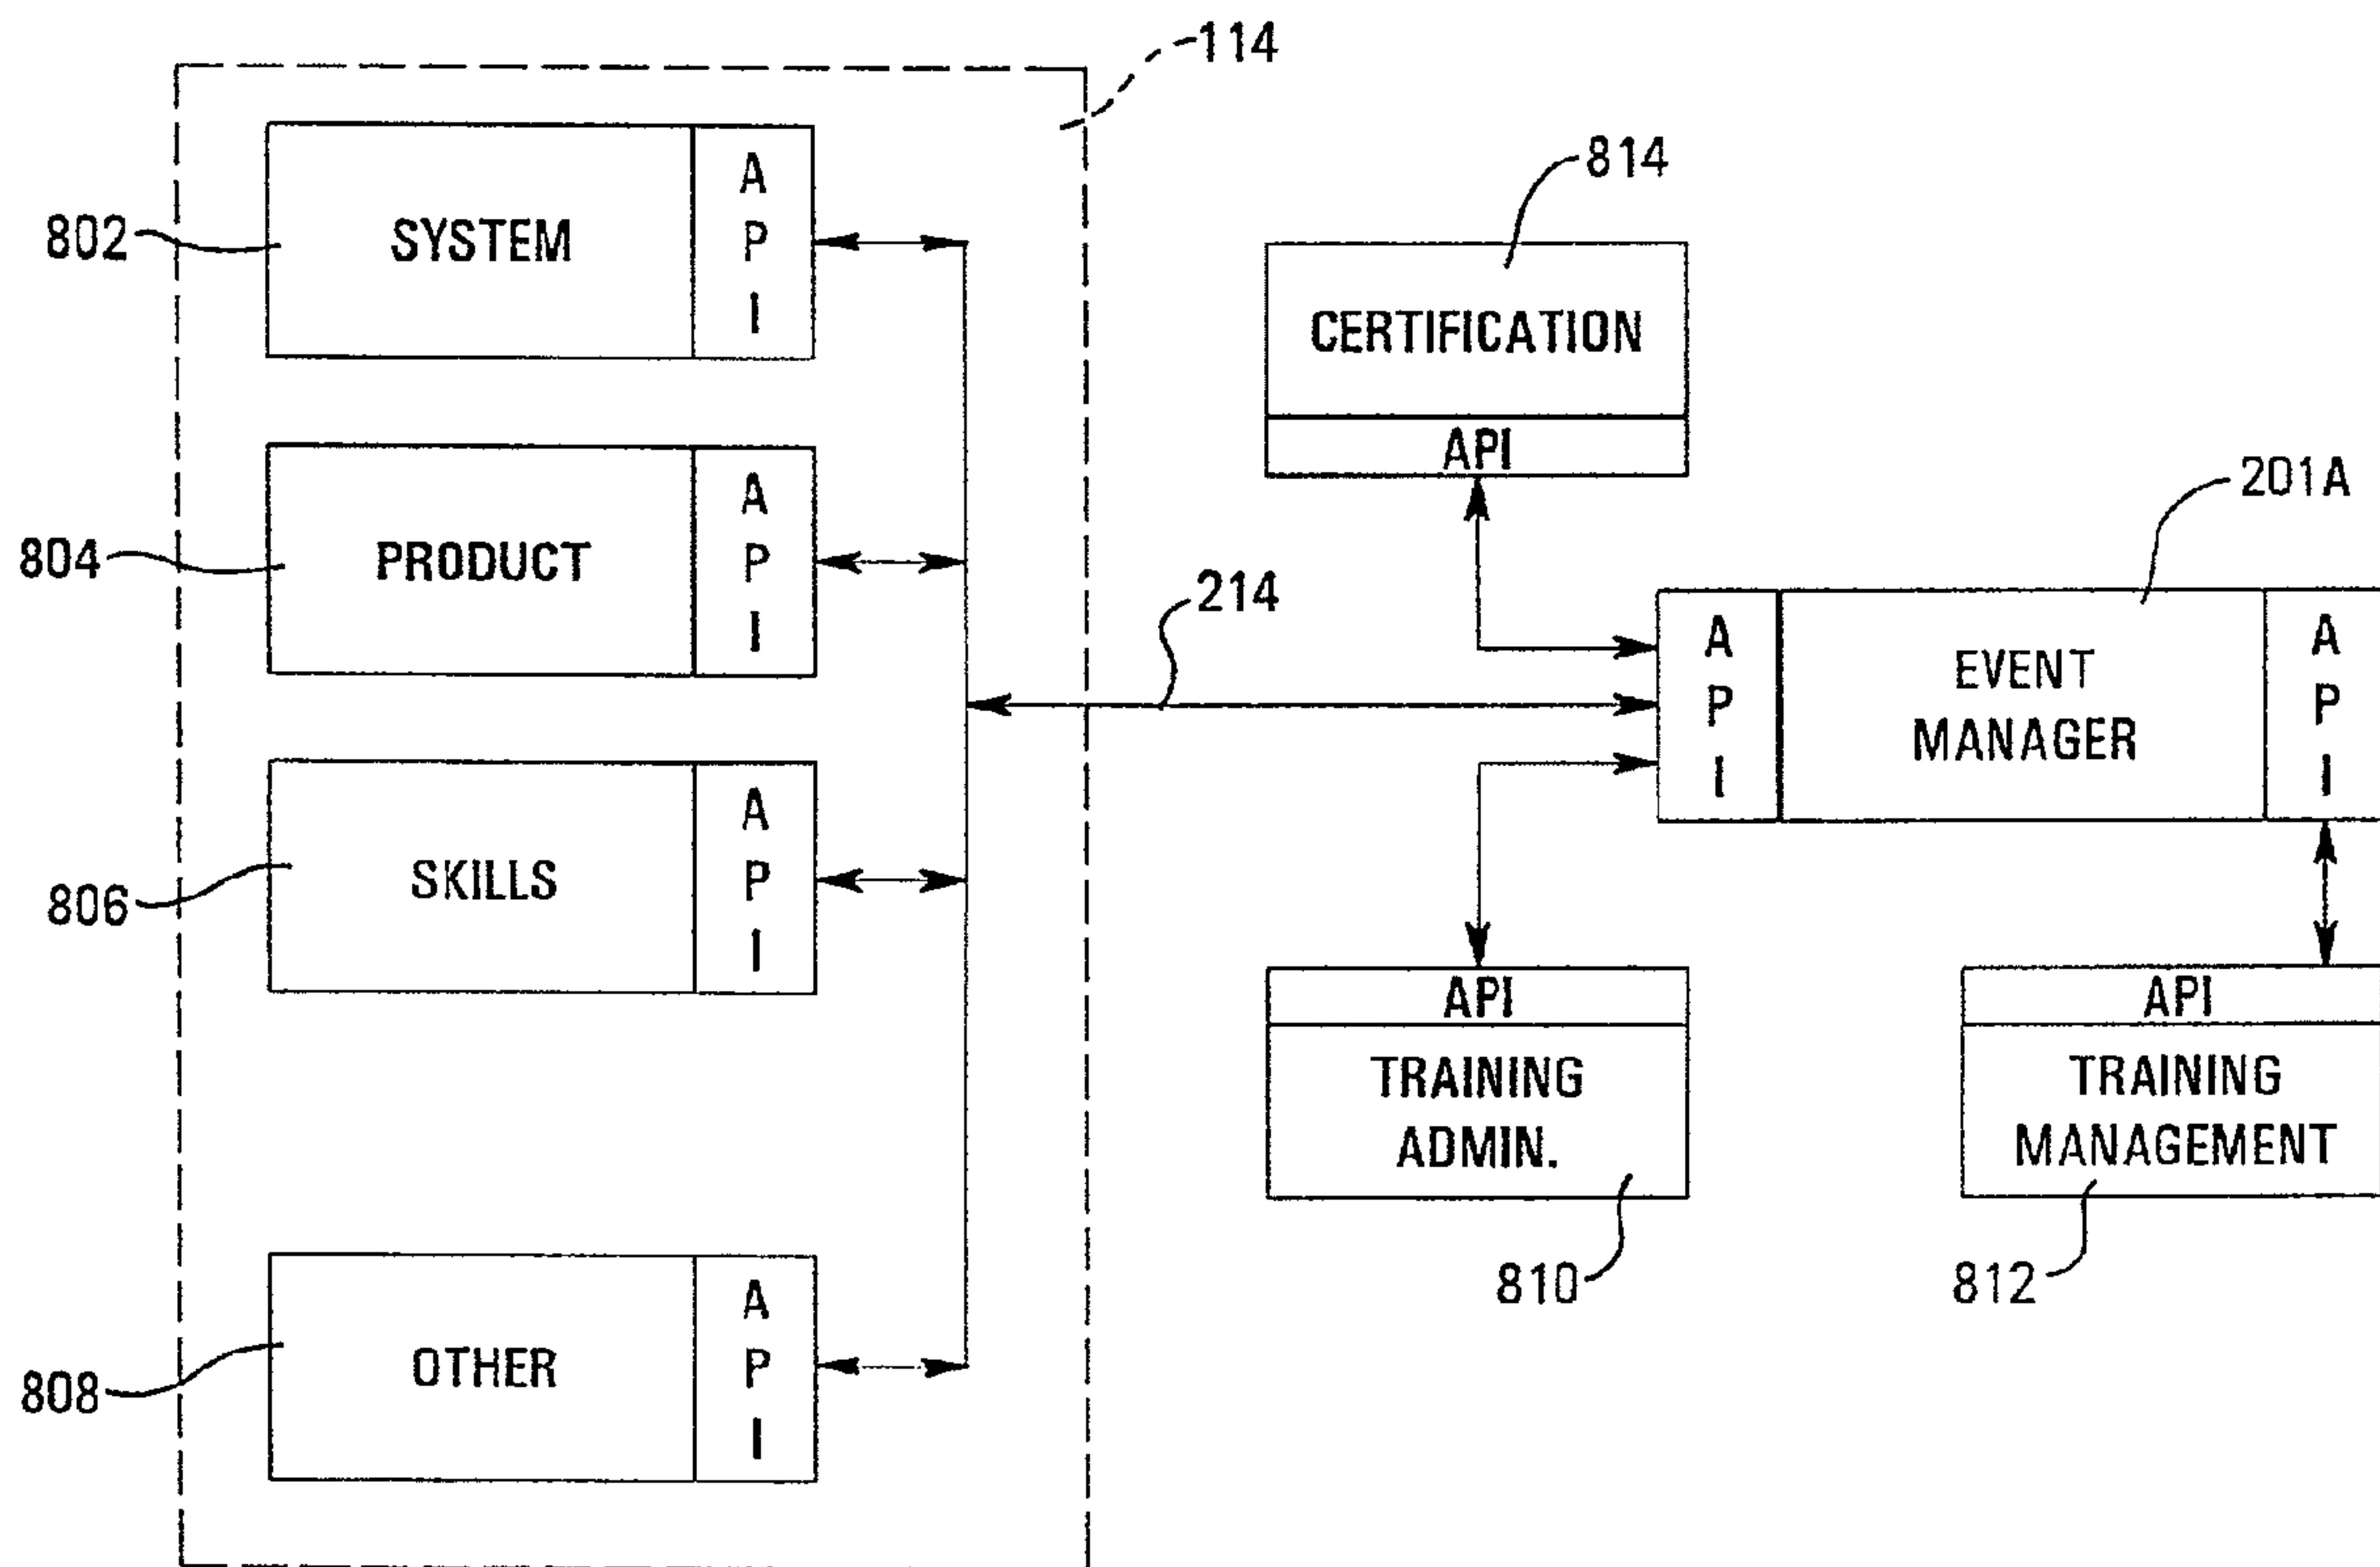 114
802
SYSTEM
A
P
I
804
PRODUCT
A
P
I
806
SKILLS
A
P
I
808
OTHER
A
P
I
214
814
CERTIFICATION
API
201A
A
P
I
EVENT
MANAGER
A
P
I
API
TRAINING
ADMIN.
810
API
TRAINING
MANAGEMENT
812